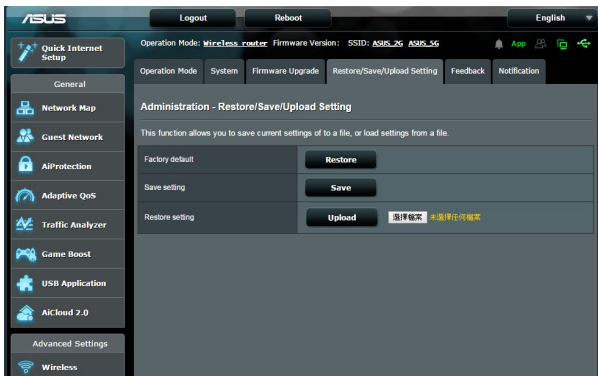 ASUS Logout Reboot English
Operation Mode: Wireless router Firmware Version: SSID: ASUS_2G ASUS_5G App
Quick Internet Setup
General
Network Map
Guest Network
AiProtection
Adaptive QoS
Traffic Analyzer
Game Boost
USB Application
AiCloud 2.0
Advanced Settings
Wireless
Operation Mode System Firmware Upgrade Restore/Save/Upload Setting Feedback Notification
Administration - Restore/Save/Upload Setting
This function allows you to save current settings of to a file, or load settings from a file.
Factory default Restore
Save setting Save
Restore setting Upload 選擇檔案 未選擇任何檔案